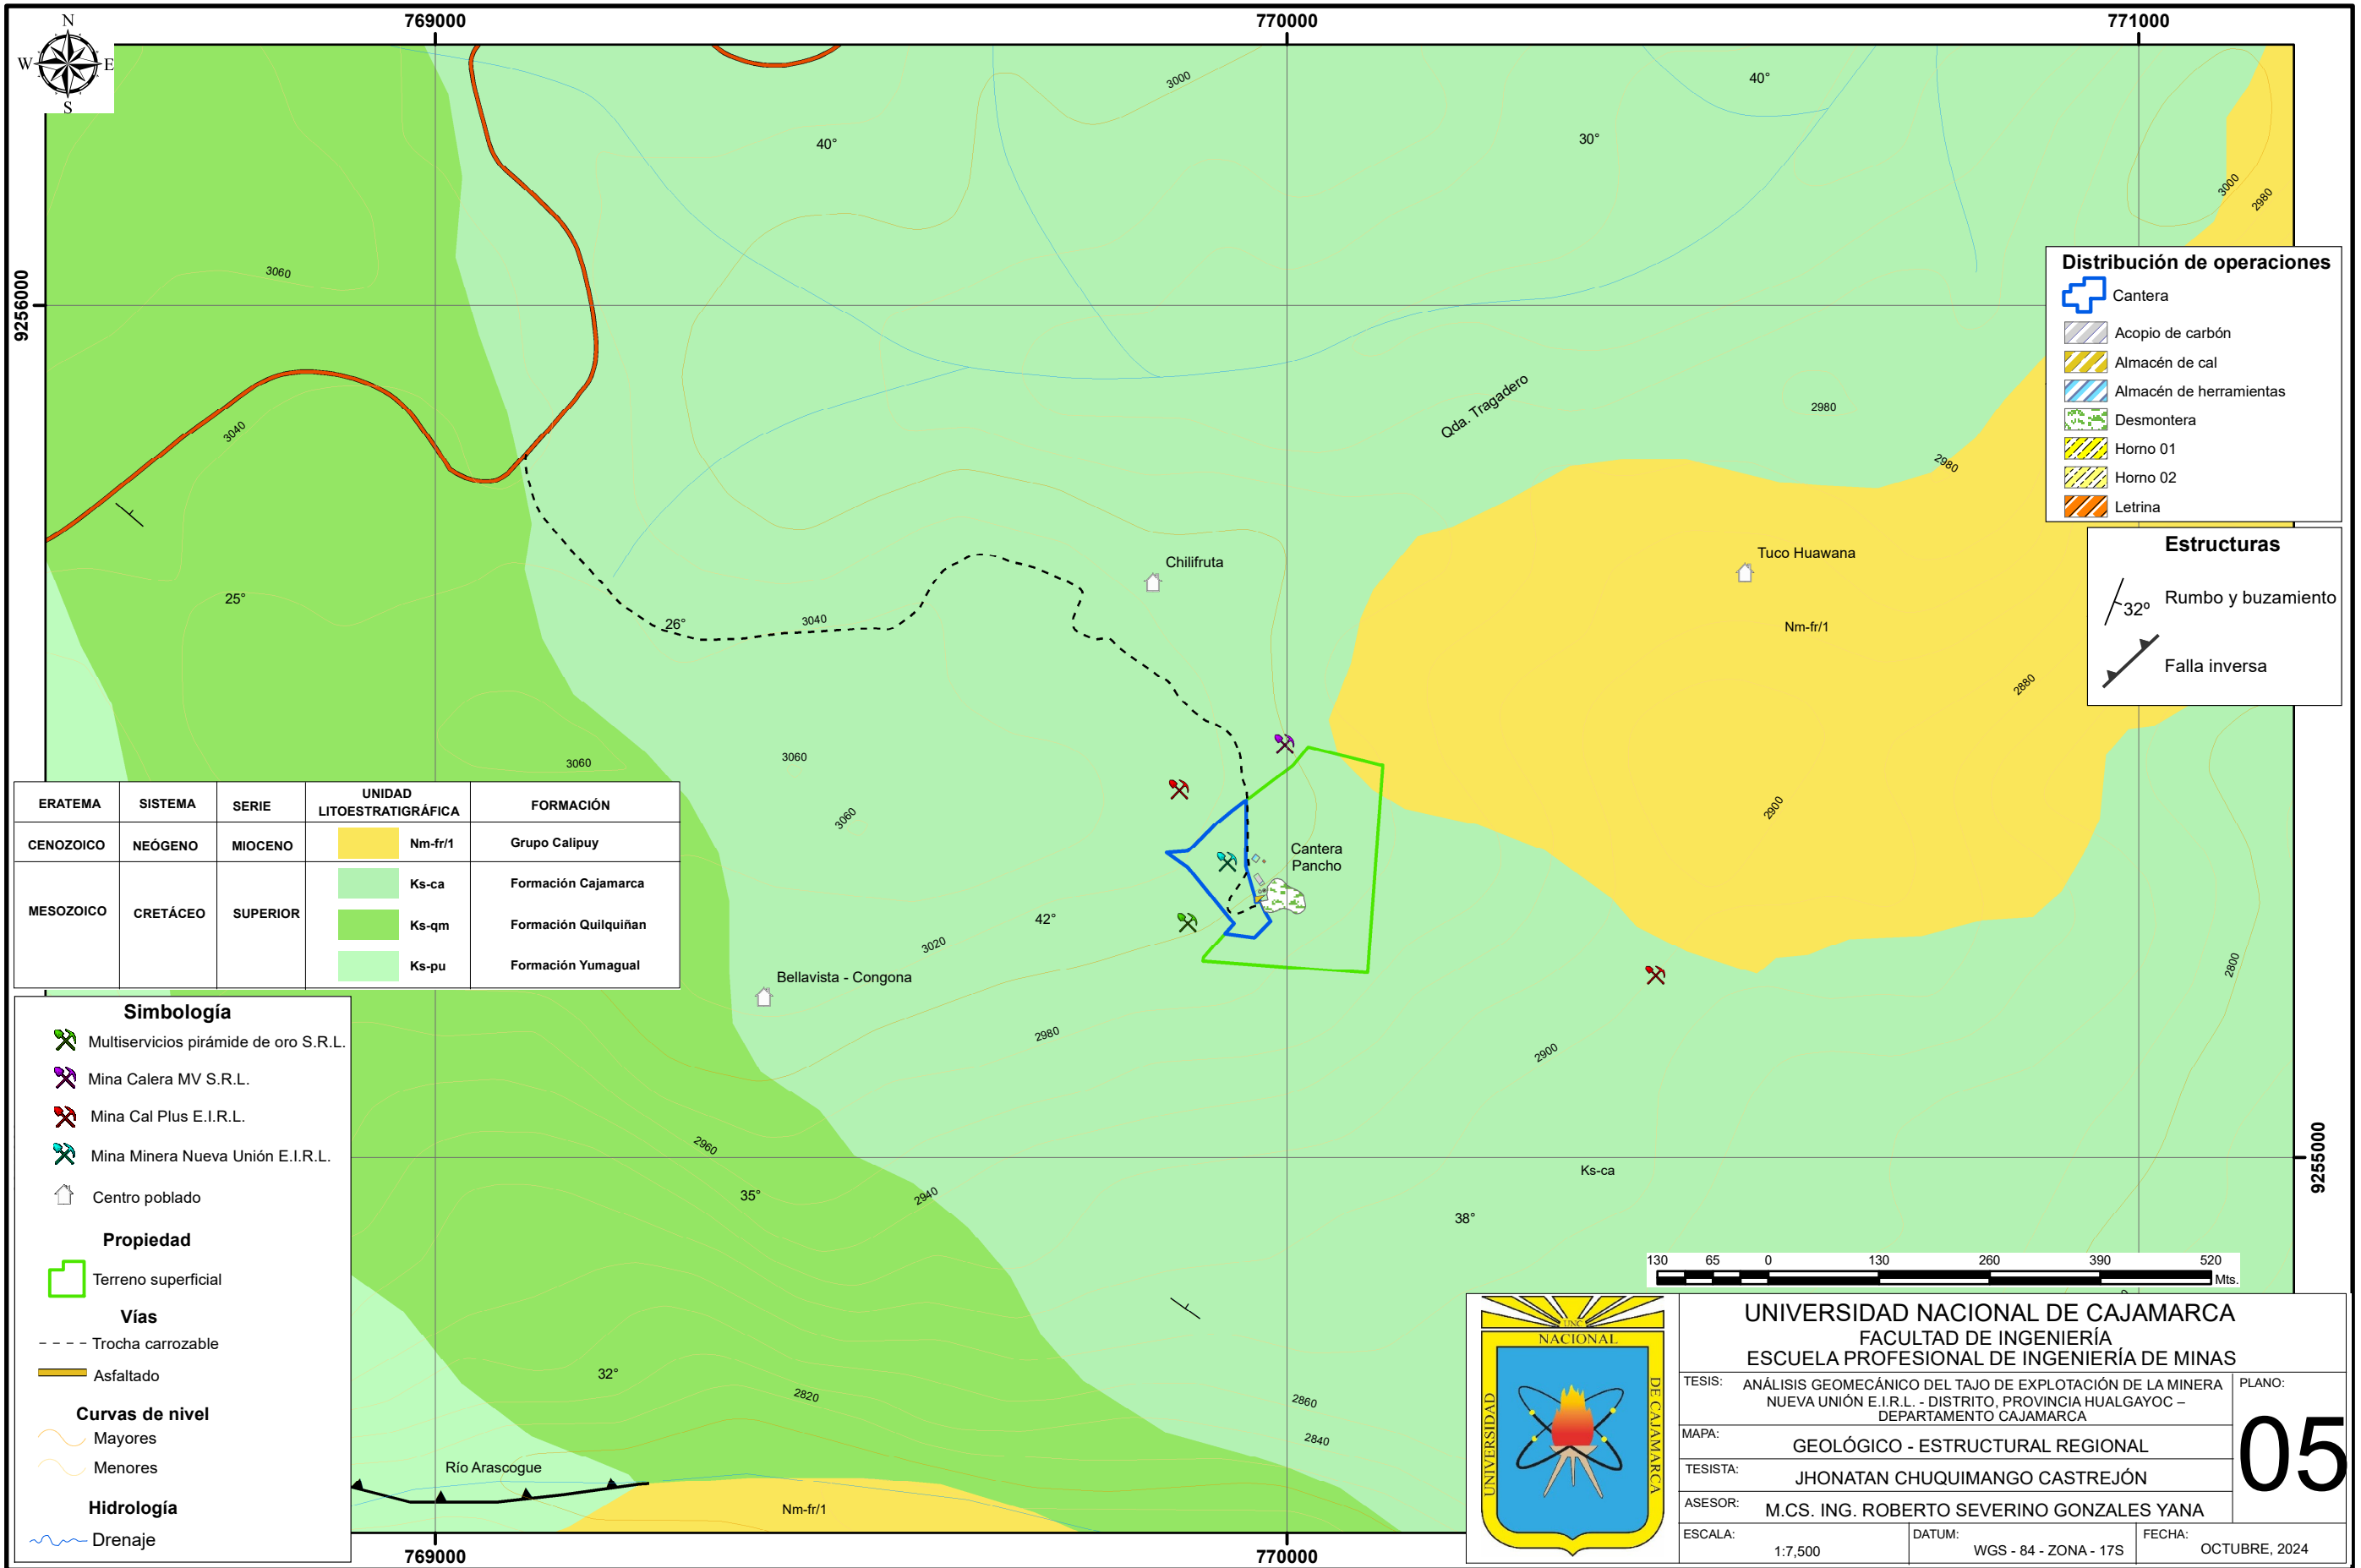 769000
770000
771000
N
W
E
S
9256000
3000
40°
40°
30°
3000
2980
3060
3040
Distribución de operaciones
Cantera
Acopio de carbón
Almacén de cal
Almacén de herramientas
Desmontera
Horno 01
Horno 02
Letrina
Qda. Tragadero
2980
2980
Estructuras
32º
Rumbo y buzamiento
Falla inversa
Chilifruta
Tuco Huawana
Nm-fr/1
25°
26°
3040
2880
3060
3060
3060
2900
Cantera
Pancho
42°
3020
Bellavista - Congona
2980
2900
2800
ERATEMA
SISTEMA
SERIE
UNIDAD
LITOESTRATIGRÁFICA
FORMACIÓN
CENOZOICO
NEÓGENO
MIOCENO
Nm-fr/1
Grupo Calipuy
MESOZOICO
CRETÁCEO
SUPERIOR
Ks-ca
Formación Cajamarca
Ks-qm
Formación Quilquiñan
Ks-pu
Formación Yumagual
Simbología
Multiservicios pirámide de oro S.R.L.
Mina Calera MV S.R.L.
Mina Cal Plus E.I.R.L.
Mina Minera Nueva Unión E.I.R.L.
Centro poblado
Propiedad
Terreno superficial
Vías
Trocha carrozable
Asfaltado
Curvas de nivel
Mayores
Menores
Hidrología
Drenaje
2960
2940
35°
Ks-ca
38°
9255000
32°
2820
2860
2840
Río Arascogue
Nm-fr/1
130 65 0 130 260 390 520
Mts.
UNC
NACIONAL
UNIVERSIDAD
DE CAJAMARCA
UNIVERSIDAD NACIONAL DE CAJAMARCA
FACULTAD DE INGENIERÍA
ESCUELA PROFESIONAL DE INGENIERÍA DE MINAS
TESIS: ANÁLISIS GEOMECÁNICO DEL TAJO DE EXPLOTACIÓN DE LA MINERA
NUEVA UNIÓN E.I.R.L. - DISTRITO, PROVINCIA HUALGAYOC –
DEPARTAMENTO CAJAMARCA
PLANO:
05
MAPA:
GEOLÓGICO - ESTRUCTURAL REGIONAL
TESISTA:
JHONATAN CHUQUIMANGO CASTREJÓN
ASESOR:
M.CS. ING. ROBERTO SEVERINO GONZALES YANA
ESCALA:
1:7,500
DATUM:
WGS - 84 - ZONA - 17S
FECHA:
OCTUBRE, 2024
769000
770000